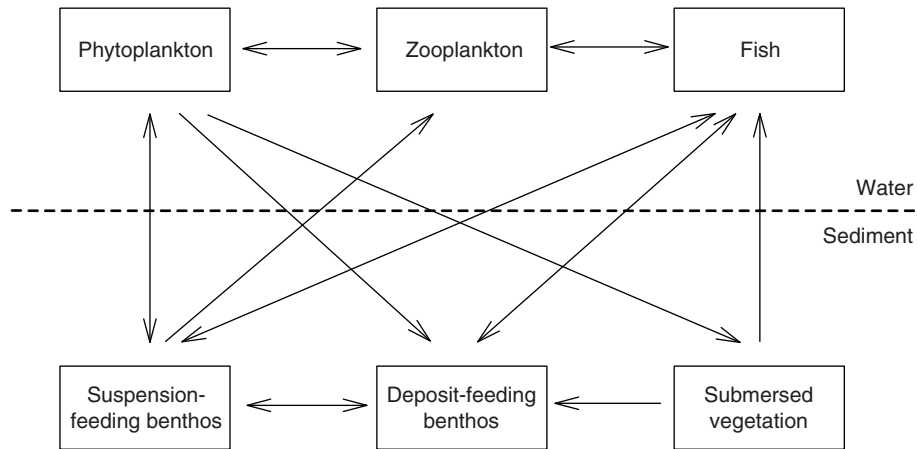 Phytoplankton
Zooplankton
Fish
Water
Sediment
Suspension-
feeding benthos
Deposit-feeding
benthos
Submersed
vegetation